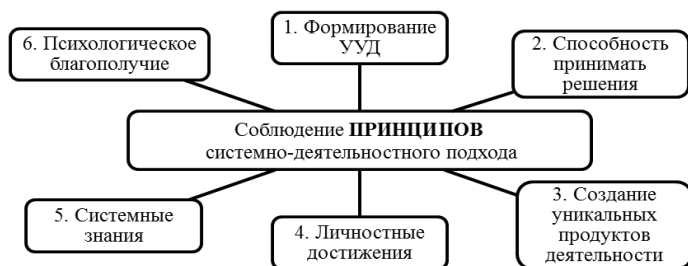 1. Формирование
УУД
6. Психологическое
благополучие
2. Способность
принимать
решения
Соблюдение ПРИНЦИПОВ
системно-деятельностного подхода
5. Системные
знания
4. Личностные
достижения
3. Создание
уникальных
продуктов
деятельности